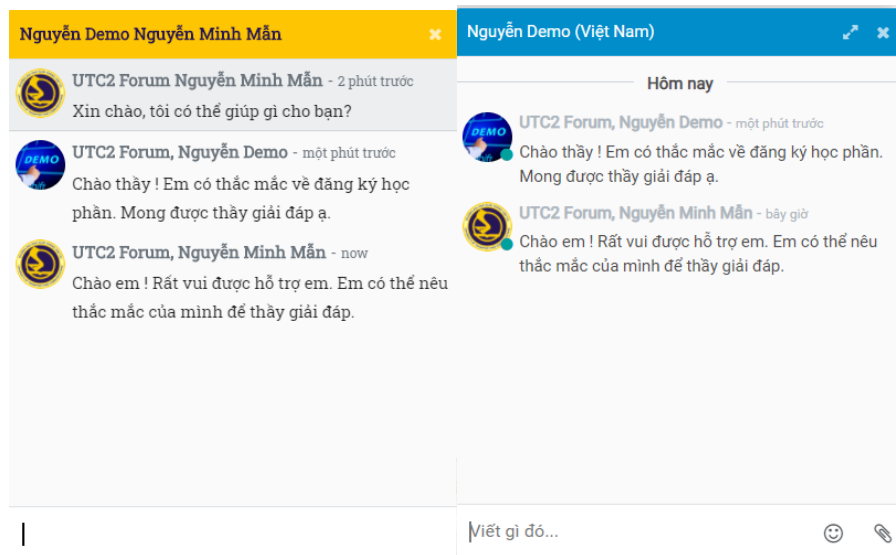 Nguyễn Demo Nguyễn Minh Mẫn
UTC2 Forum Nguyễn Minh Mẫn - 2 phút trước
Xin chào, tôi có thể giúp gì cho bạn?
DEMO
UTC2 Forum, Nguyễn Demo - một phút trước
Chào thầy ! Em có thắc mắc về đăng ký học
phần. Mong được thầy giải đáp ạ.
UTC2 Forum, Nguyễn Minh Mẫn - now
Chào em ! Rất vui được hỗ trợ em. Em có thể nêu
thắc mắc của mình để thầy giải đáp.
Nguyễn Demo (Việt Nam)
Hôm nay
DEMO
UTC2 Forum, Nguyễn Demo - một phút trước
Chào thầy ! Em có thắc mắc về đăng ký học phần.
Mong được thầy giải đáp ạ.
UTC2 Forum, Nguyễn Minh Mẫn - bây giờ
Chào em ! Rất vui được hỗ trợ em. Em có thể nêu
thắc mắc của mình để thầy giải đáp.
Viết gì đó...